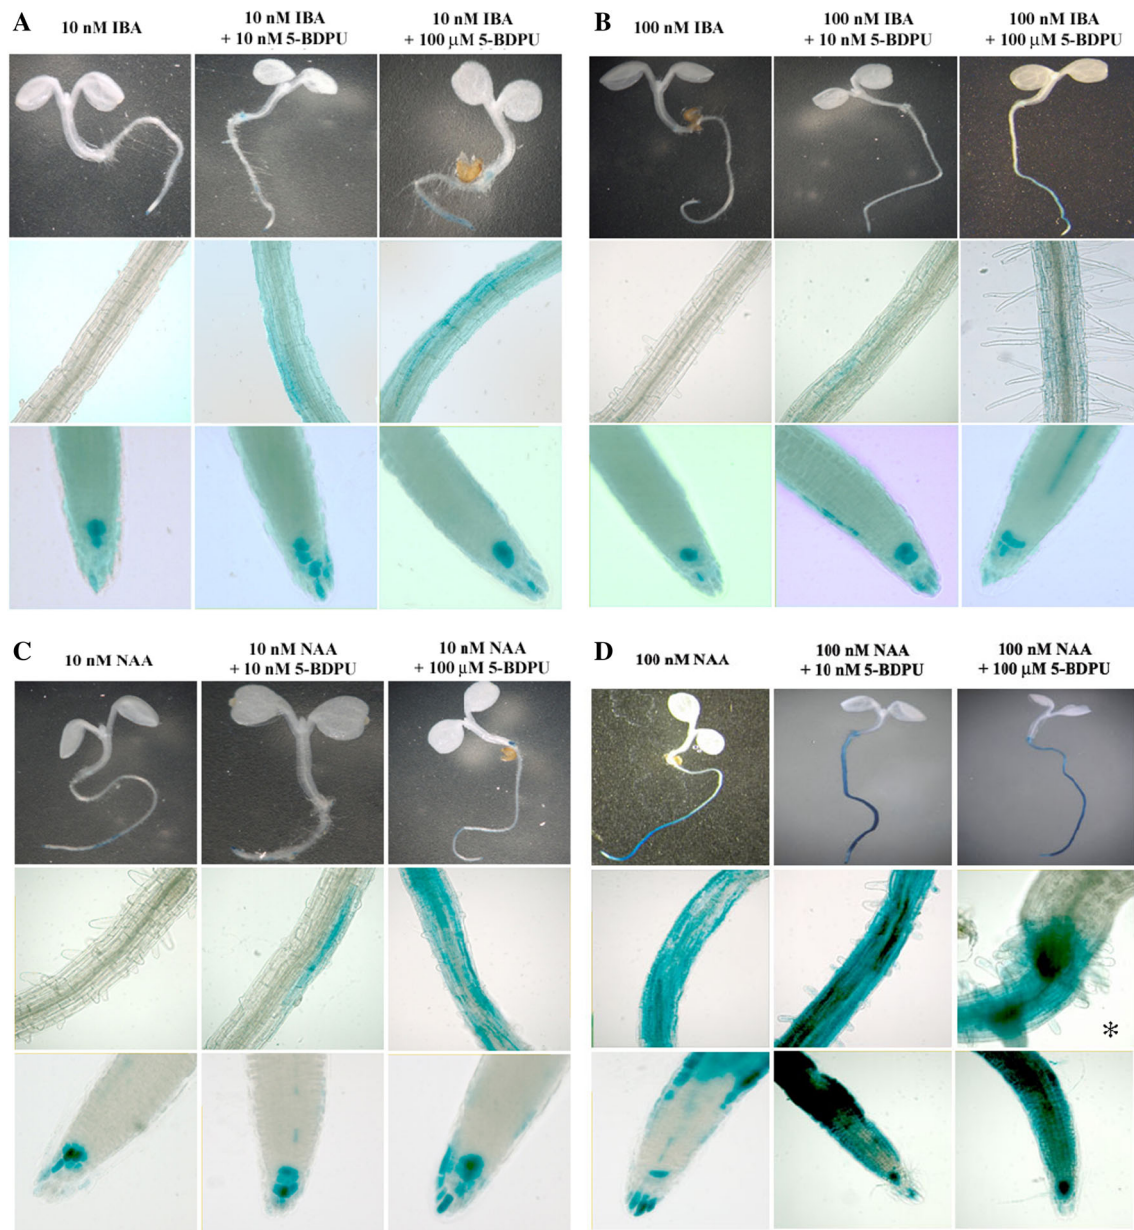 A
10 nM IBA
10 nM IBA
+ 10 nM 5-BDPU
10 nM IBA
+ 100 µM 5-BDPU
B
100 nM IBA
100 nM IBA
+ 10 nM 5-BDPU
100 nM IBA
+ 100 µM 5-BDPU
C
10 nM NAA
10 nM NAA
+ 10 nM 5-BDPU
10 nM NAA
+ 100 µM 5-BDPU
D
100 nM NAA
100 nM NAA
+ 10 nM 5-BDPU
100 nM NAA
+ 100 µM 5-BDPU
*